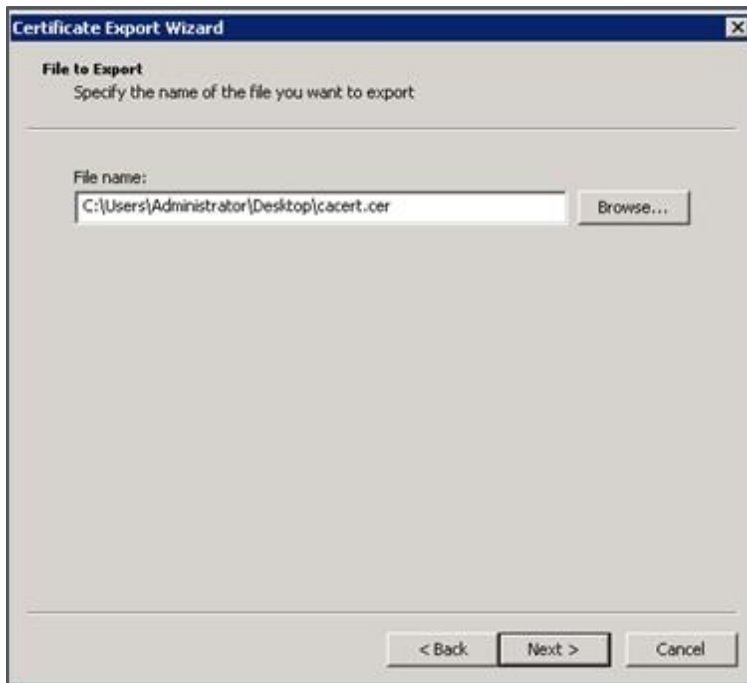 Certificate Export Wizard
File to Export
Specify the name of the file you want to export
File name:
C:\Users\Administrator\Desktop\cacert.cer
Browse...
< Back
Next >
Cancel